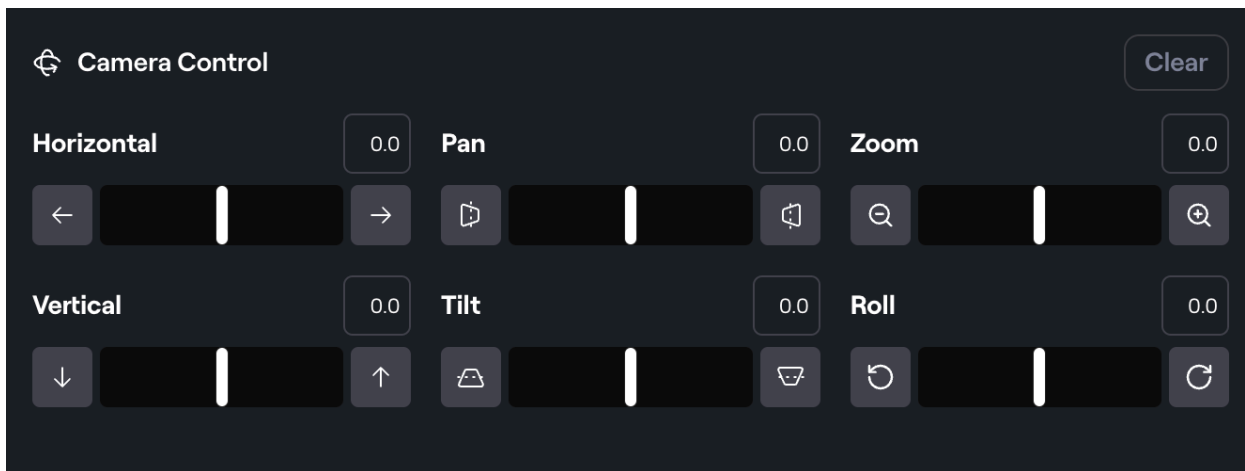 Camera Control
Clear
Horizontal 0.0
Pan 0.0
Zoom 0.0
Vertical 0.0
Tilt 0.0
Roll 0.0